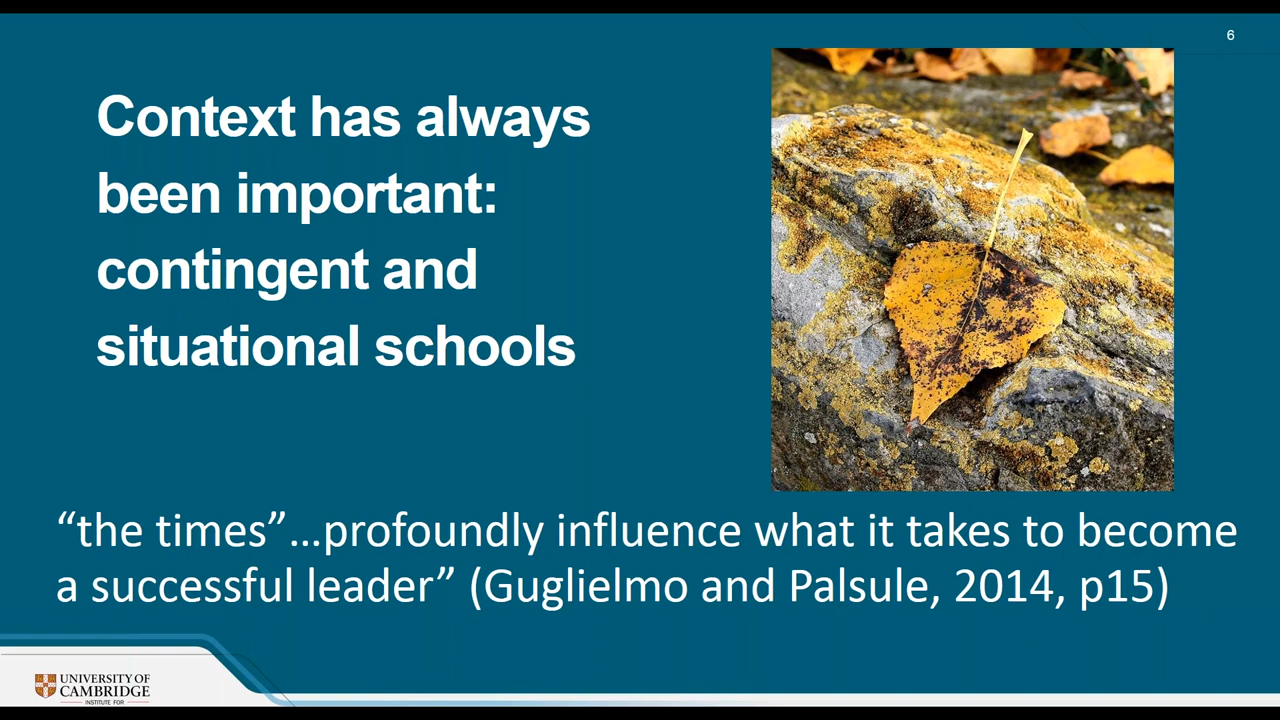 6
Context has always
been important:
contingent and
situational schools
“the times”…profoundly influence what it takes to become
a successful leader” (Guglielmo and Palsule, 2014, p15)
UNIVERSITY OF
CAMBRIDGE
INSTITUTE FOR